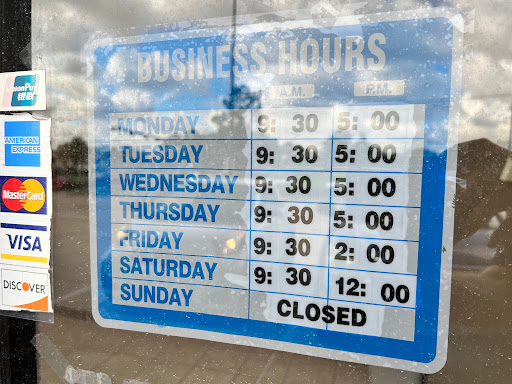 BUSINESS HOURS
A.M. P.M.
MONDAY 9: 30 5: 00
TUESDAY 9: 30 5: 00
WEDNESDAY 9: 30 5: 00
THURSDAY 9: 30 5: 00
FRIDAY 9: 30 2: 00
SATURDAY 9: 30 12: 00
SUNDAY CLOSED
UnionPay
银联
AMERICAN
EXPRESS
MasterCard
VISA
DISCOVER